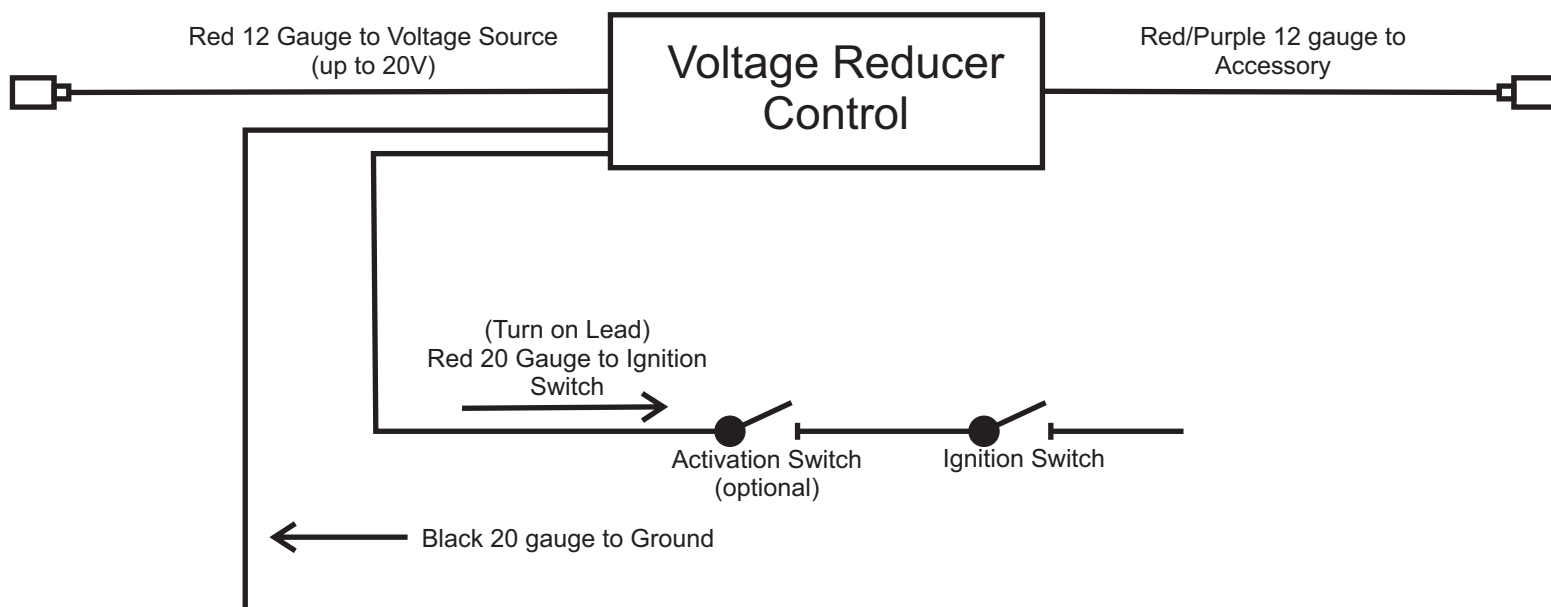 Red 12 Gauge to Voltage Source
(up to 20V)
Voltage Reducer
Control
Red/Purple 12 gauge to
Accessory
(Turn on Lead)
Red 20 Gauge to Ignition
Switch
Activation Switch
(optional)
Ignition Switch
Black 20 gauge to Ground